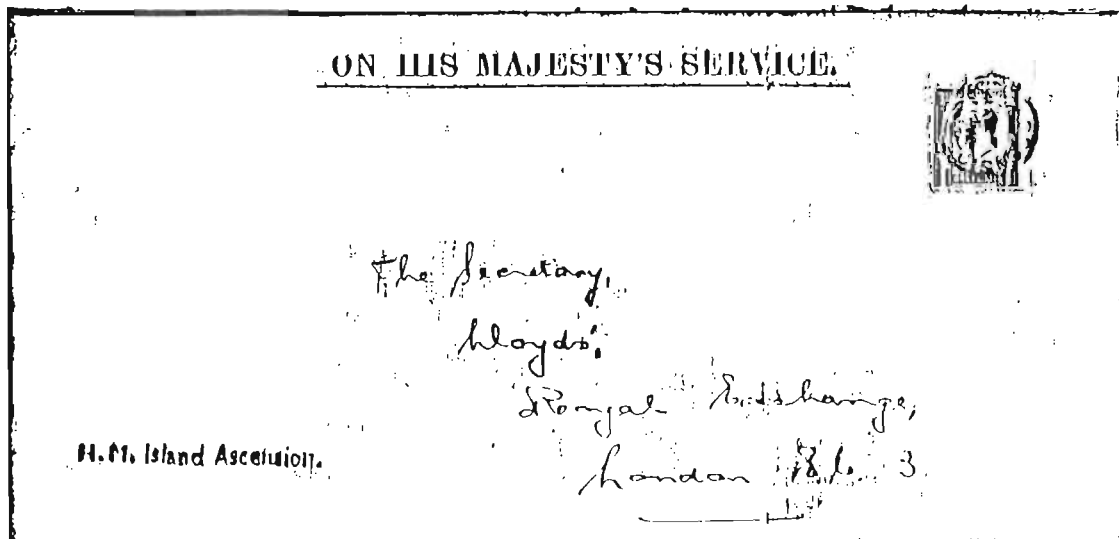 ON HIS MAJESTY'S SERVICE.
The Secretary,
Lloyds,
Royal Exchange,
London E.C. 3
H.M. Island Ascension.